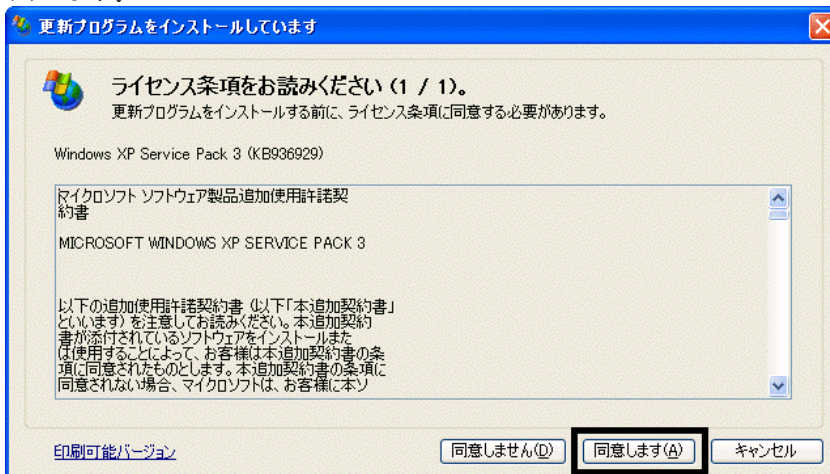 更新プログラムをインストールしています
ライセンス条項をお読みください (1 / 1)。
更新プログラムをインストールする前に、ライセンス条項に同意する必要があります。
Windows XP Service Pack 3 (KB936929)
マイクロソフト ソフトウェア製品追加使用許諾契
約書
MICROSOFT WINDOWS XP SERVICE PACK 3
以下の追加使用許諾契約書 (以下「本追加契約書」
といいます) を注意してお読みください。本追加契約
書が添付されているソフトウェアをインストールまた
は使用することによって、お客様は本追加契約書の条
項に同意されたものとします。本追加契約書の条項に
同意されない場合、マイクロソフトは、お客様に本ソ
印刷可能バージョン
同意しません(D)
同意します(A)
キャンセル